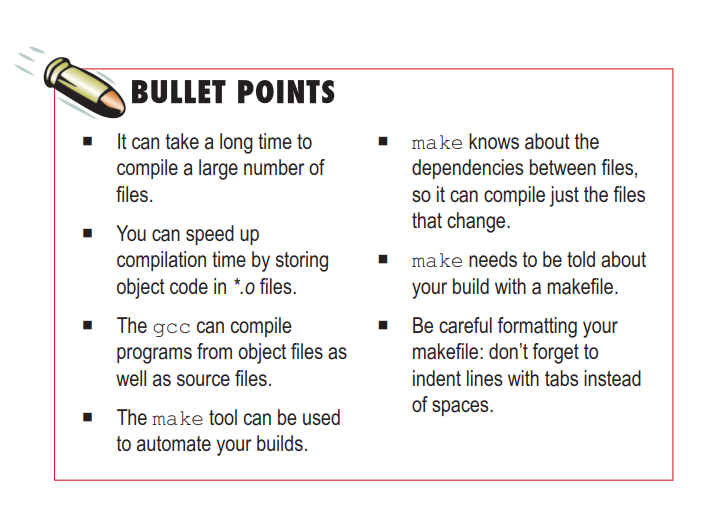 BULLET POINTS
■ It can take a long time to
compile a large number of
files.
■ You can speed up
compilation time by storing
object code in *.o files.
■ The gcc can compile
programs from object files as
well as source files.
■ The make tool can be used
to automate your builds.
■ make knows about the
dependencies between files,
so it can compile just the files
that change.
■ make needs to be told about
your build with a makefile.
■ Be careful formatting your
makefile: don’t forget to
indent lines with tabs instead
of spaces.